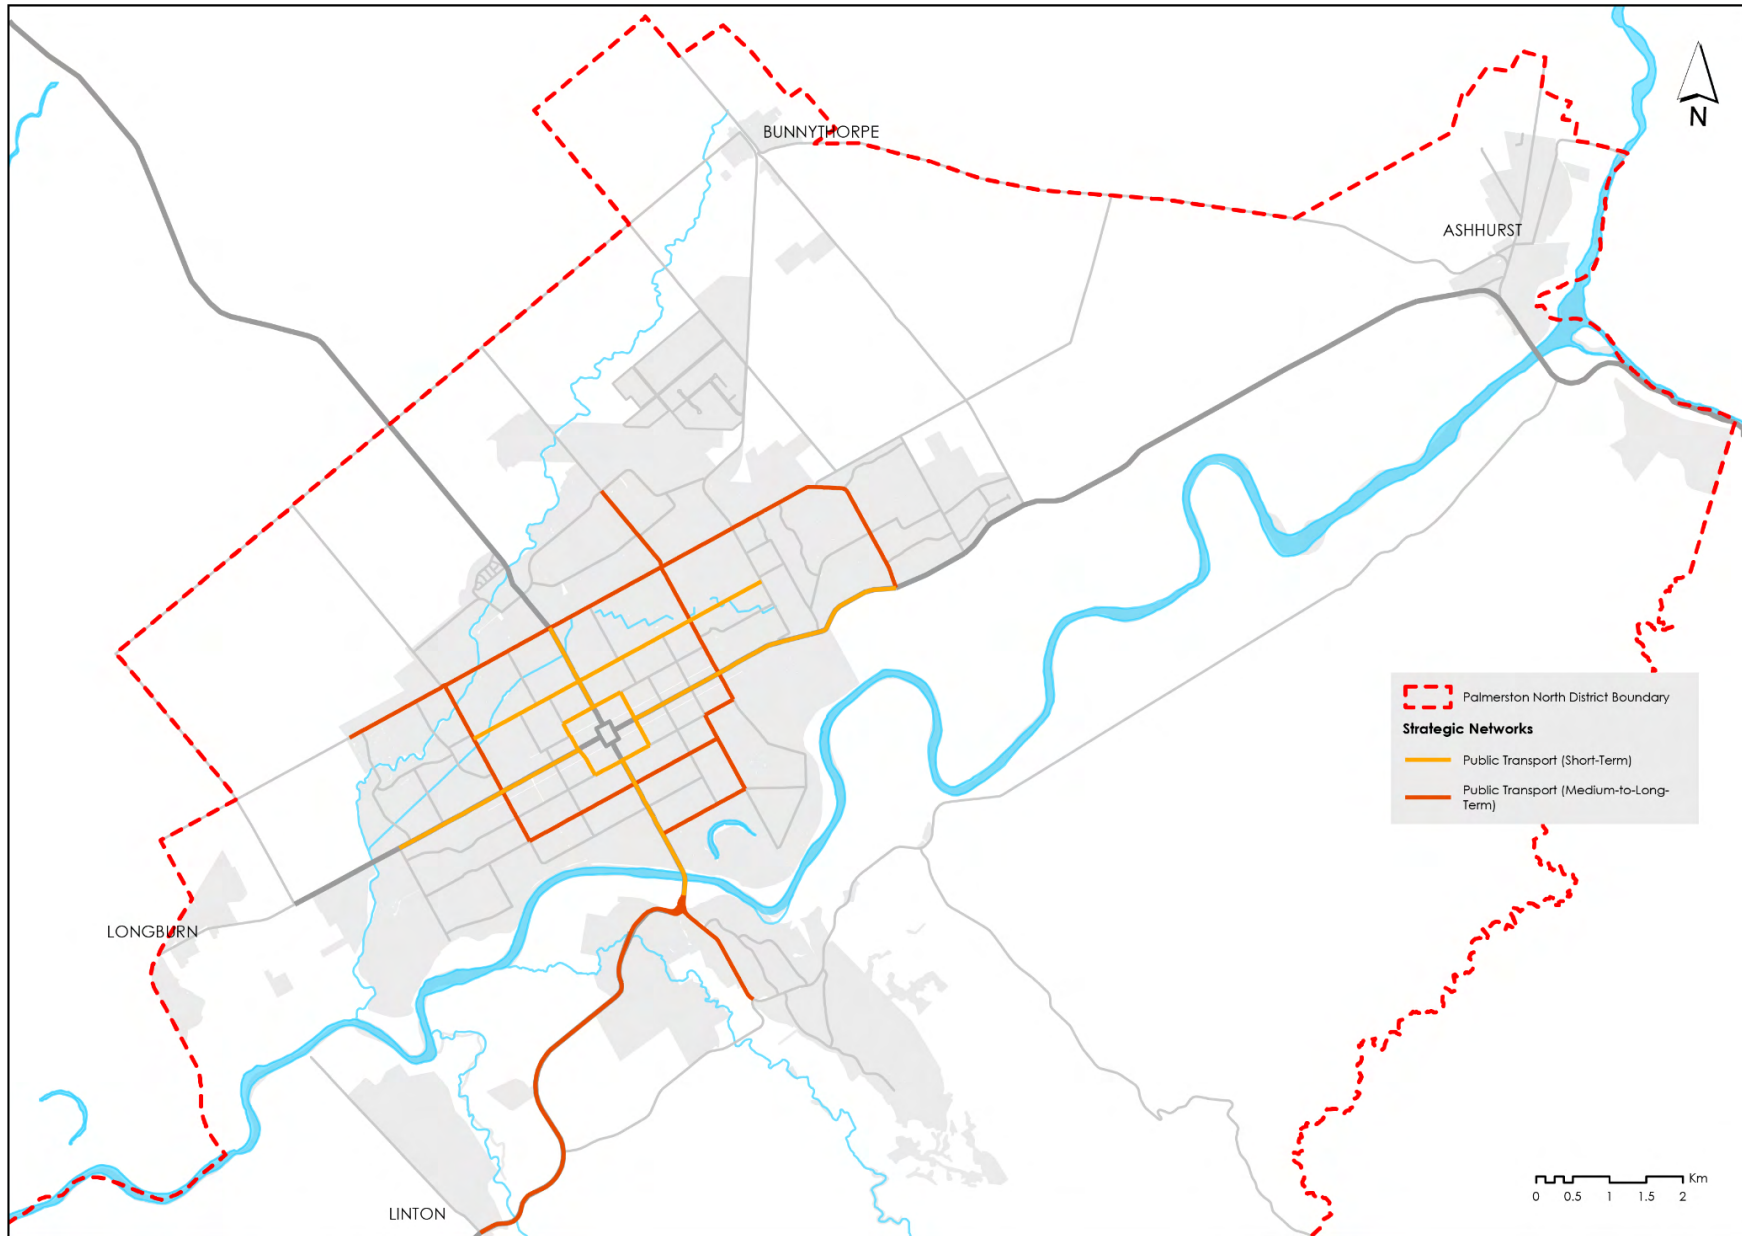 BUNNYTHORPE
N
ASHHURST
Palmerston North District Boundary
Strategic Networks
Public Transport (Short-Term)
Public Transport (Medium-to-Long-
Term)
LONGBURN
LINTON
Km
0 0.5 1 1.5 2